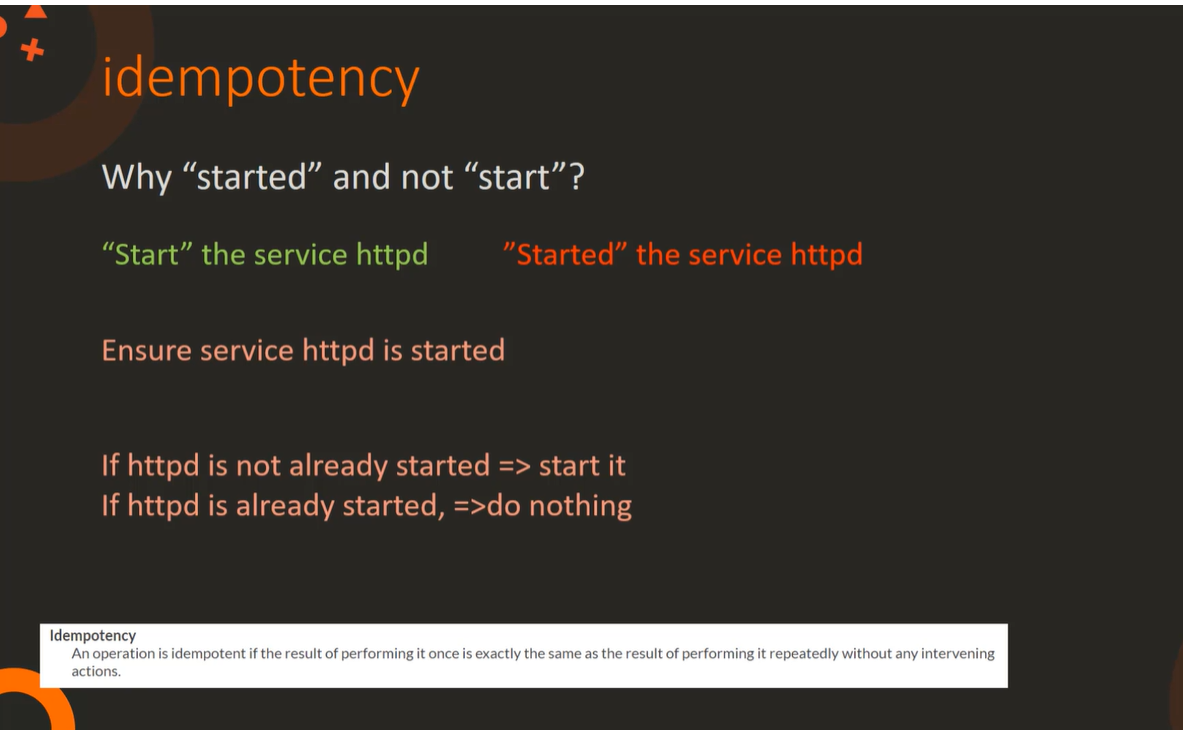 idempotency
Why “started” and not “start”?
“Start” the service httpd ”Started” the service httpd
Ensure service httpd is started
If httpd is not already started => start it
If httpd is already started, =>do nothing
Idempotency
An operation is idempotent if the result of performing it once is exactly the same as the result of performing it repeatedly without any intervening
actions.